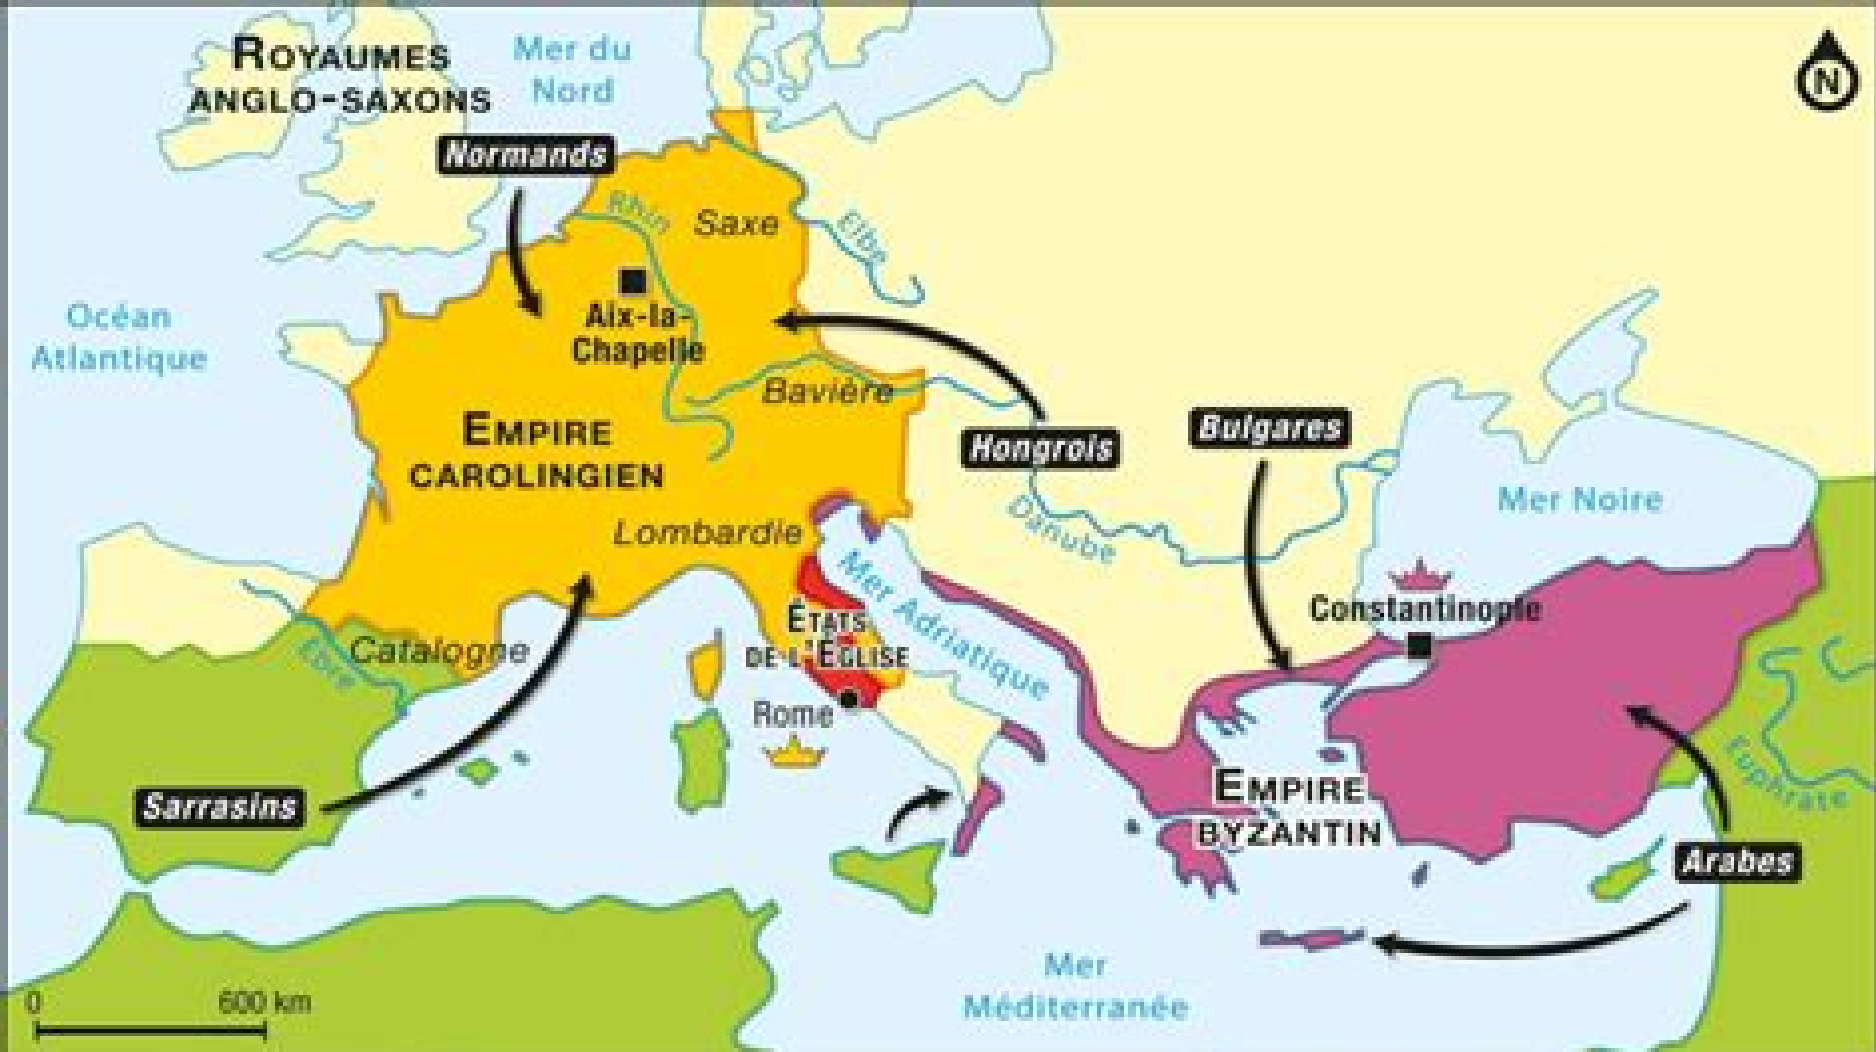 ROYAUMES
ANGLO-SAXONS
Mer du
Nord
N
Normands
Rhin
Saxe
Elbe
Océan
Atlantique
Aix-la-
Chapelle
Bavière
EMPIRE
CAROLINGIEN
Hongrois
Bulgares
Danube
Mer Noire
Lombardie
Mer Adriatique
Constantinople
ÉTATS
DE L'ÉGLISE
Catalogne
Ebre
Rome
Sarrasins
EMPIRE
BYZANTIN
Euphrate
Arabes
Mer
Méditerranée
0 600 km